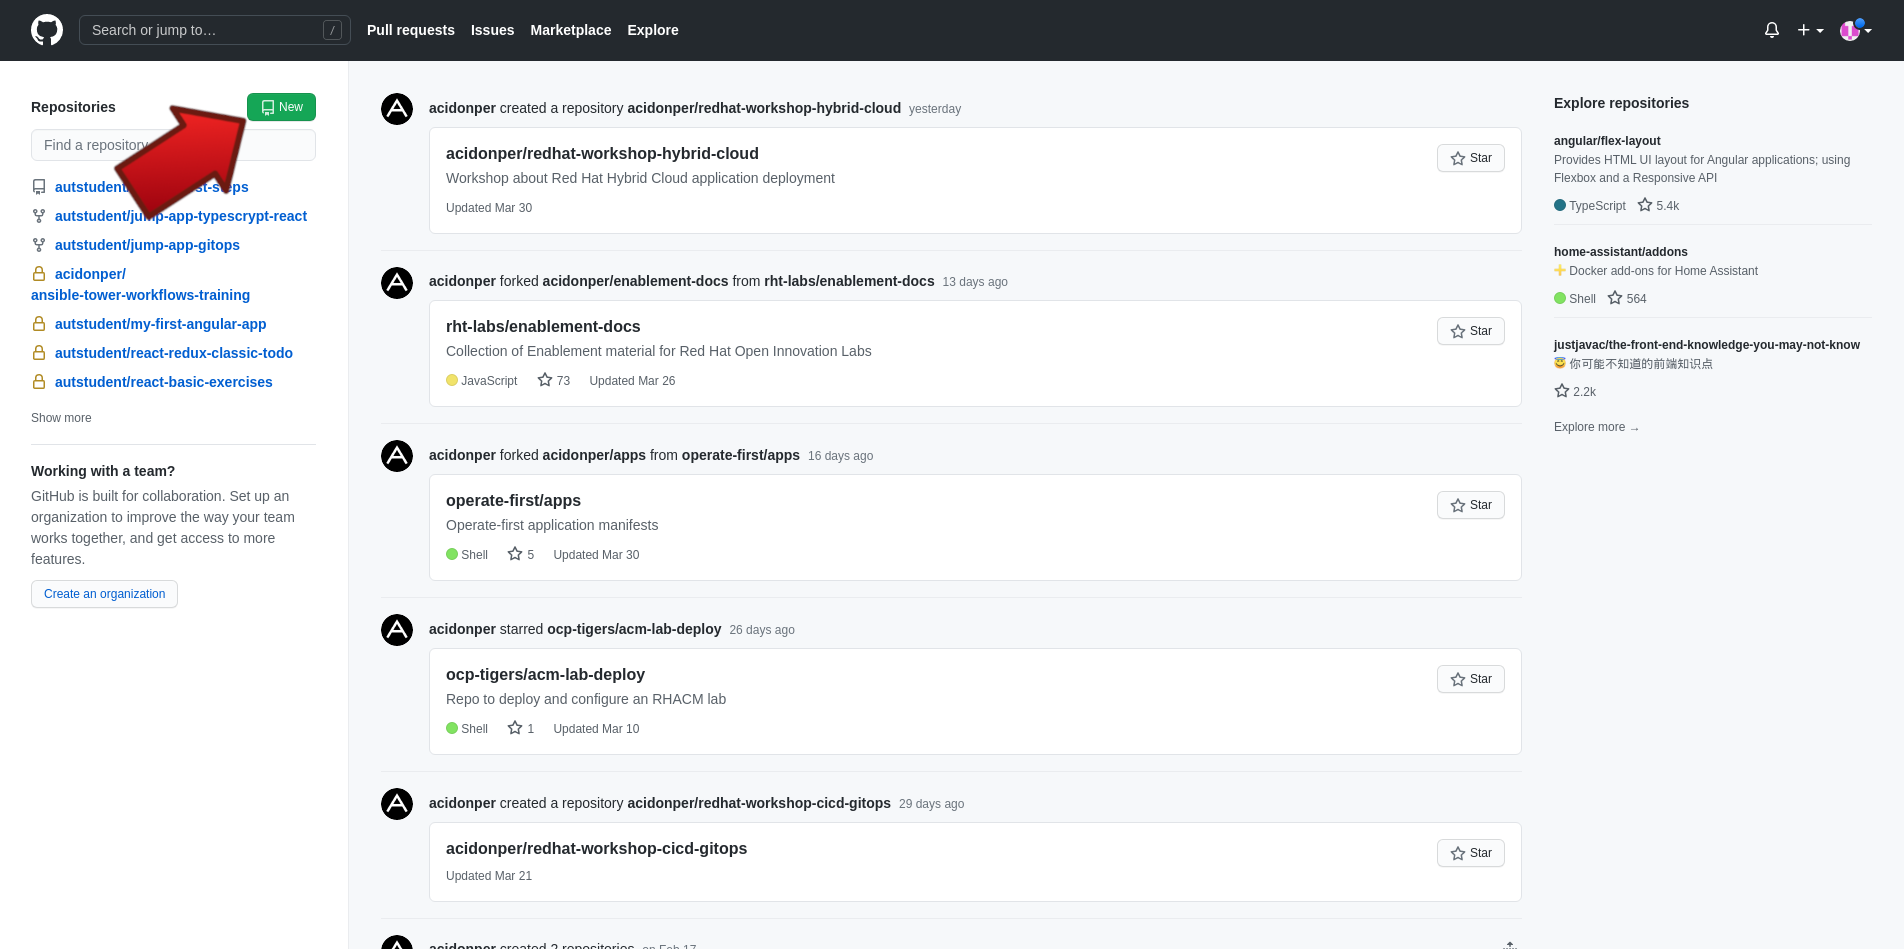 Search or jump to…
/
Pull requests
Issues
Marketplace
Explore
Repositories
New
Find a repository
autstudent/
st-steps
autstudent/jump-app-typescrypt-react
autstudent/jump-app-gitops
acidonper/
ansible-tower-workflows-training
autstudent/my-first-angular-app
autstudent/react-redux-classic-todo
autstudent/react-basic-exercises
Show more
Working with a team?
GitHub is built for collaboration. Set up an
organization to improve the way your team
works together, and get access to more
features.
Create an organization
acidonper created a repository acidonper/redhat-workshop-hybrid-cloud yesterday
acidonper/redhat-workshop-hybrid-cloud
Star
Workshop about Red Hat Hybrid Cloud application deployment
Updated Mar 30
acidonper forked acidonper/enablement-docs from rht-labs/enablement-docs 13 days ago
rht-labs/enablement-docs
Star
Collection of Enablement material for Red Hat Open Innovation Labs
JavaScript 73 Updated Mar 26
acidonper forked acidonper/apps from operate-first/apps 16 days ago
operate-first/apps
Star
Operate-first application manifests
Shell 5 Updated Mar 30
acidonper starred ocp-tigers/acm-lab-deploy 26 days ago
ocp-tigers/acm-lab-deploy
Star
Repo to deploy and configure an RHACM lab
Shell 1 Updated Mar 10
acidonper created a repository acidonper/redhat-workshop-cicd-gitops 29 days ago
acidonper/redhat-workshop-cicd-gitops
Star
Updated Mar 21
acidonper created 2 repositories on Feb 17
Explore repositories
angular/flex-layout
Provides HTML UI layout for Angular applications; using
Flexbox and a Responsive API
TypeScript 5.4k
home-assistant/addons
Docker add-ons for Home Assistant
Shell 564
justjavac/the-front-end-knowledge-you-may-not-know
你可能不知道的前端知识点
2.2k
Explore more →